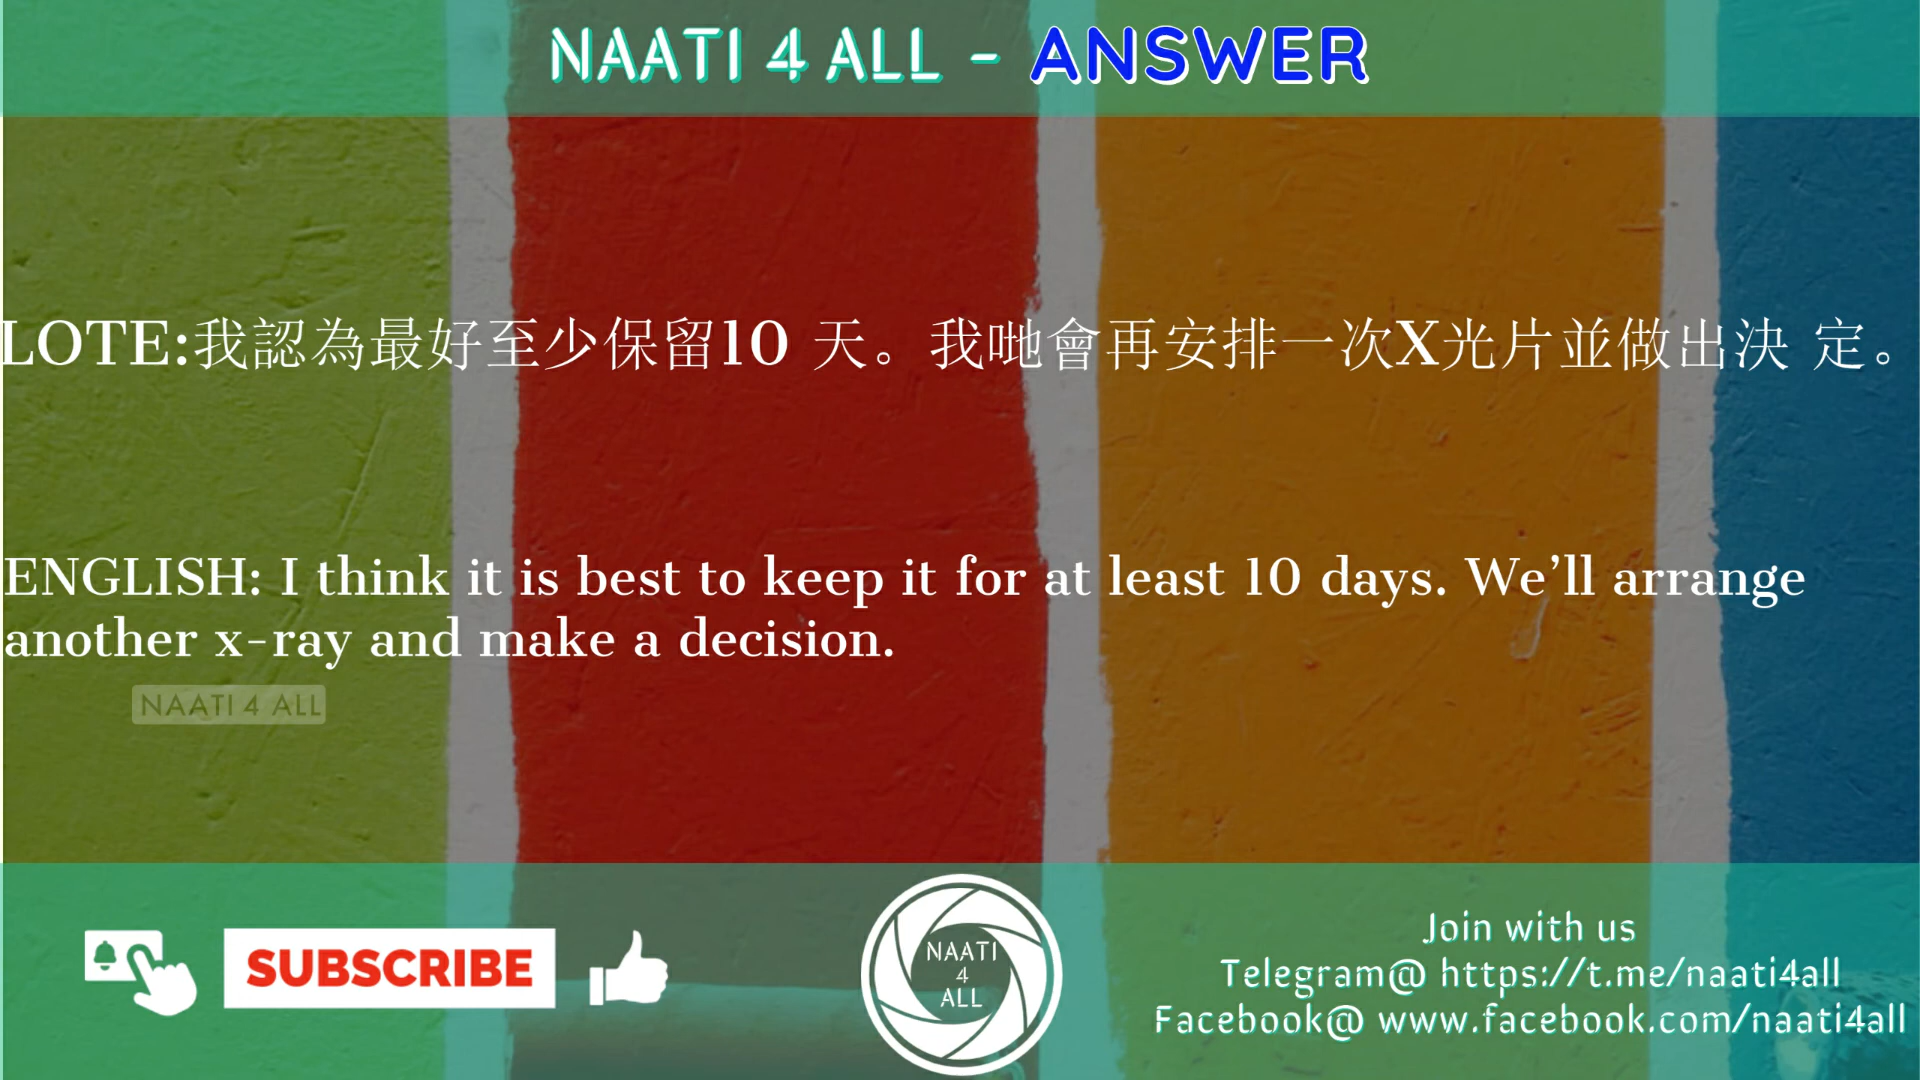 NAATI 4 ALL - ANSWER
LOTE:我認為最好至少保留10 天。我哋會再安排一次X光片並做出決 定。
ENGLISH: I think it is best to keep it for at least 10 days. We’ll arrange
another x-ray and make a decision.
NAATI 4 ALL
SUBSCRIBE
NAATI
4
ALL
Join with us
Telegram@ https://t.me/naati4all
Facebook@ www.facebook.com/naati4all